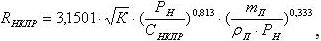 R_НКПР = 3,1501 · √K · (P_Н / C_НКПР)^0,813 · (m_П / (ρ_П · P_Н))^0,333 ,